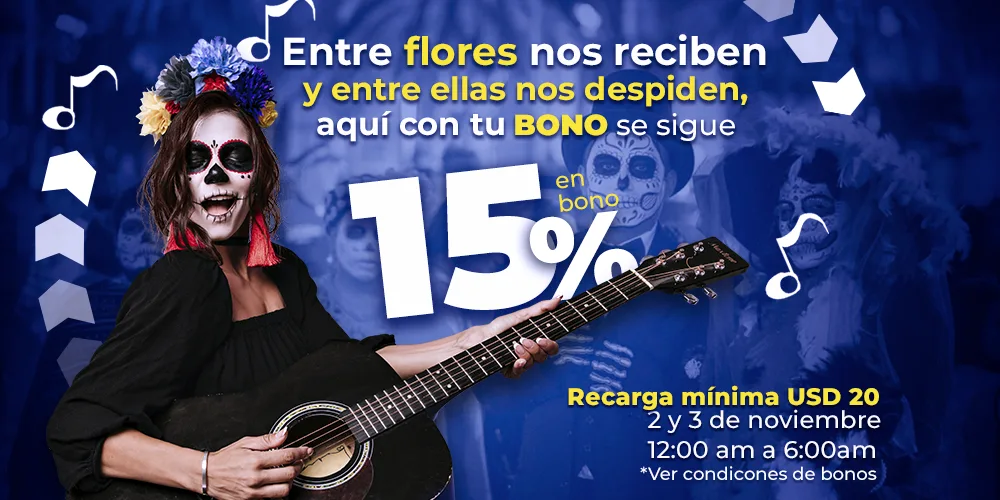 Entre flores nos reciben
y entre ellas nos despiden,
aquí con tu BONO se sigue
15%
en
bono
Recarga mínima USD 20
2 y 3 de noviembre
12:00 am a 6:00am
*Ver condicones de bonos